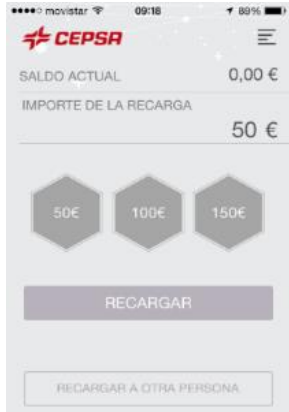 movistar 09:18 89%
CEPSA
SALDO ACTUAL 0,00 €
IMPORTE DE LA RECARGA
50 €
50€ 100€ 150€
RECARGAR
RECARGAR A OTRA PERSONA